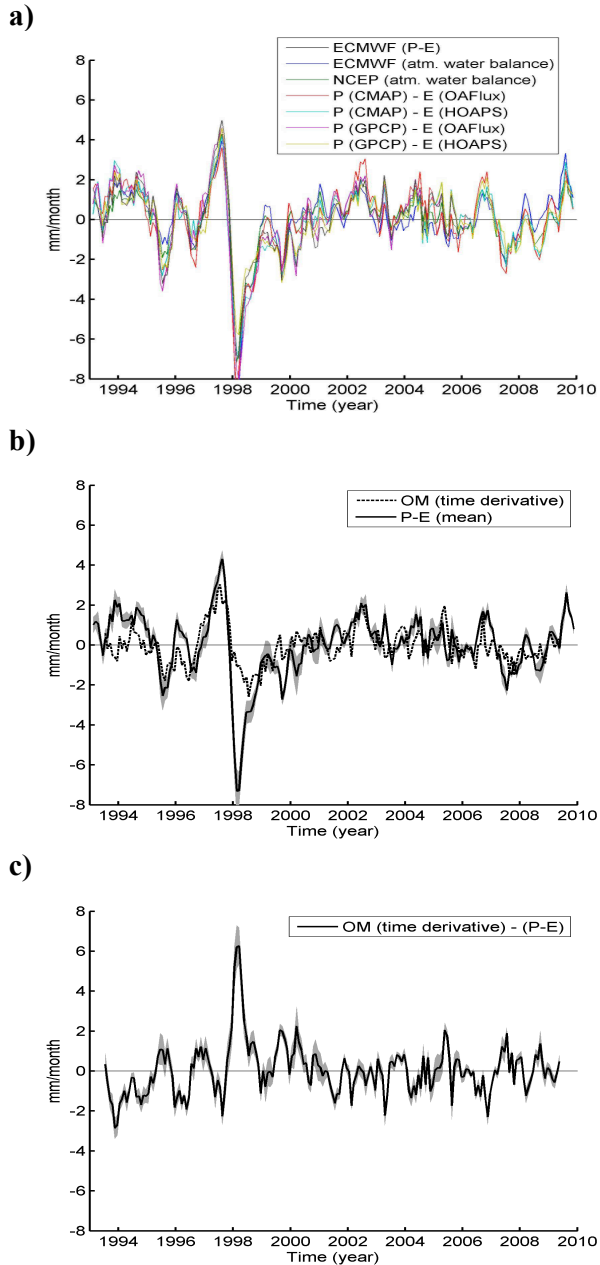 a)
ECMWF (P-E)
ECMWF (atm. water balance)
NCEP (atm. water balance)
P (CMAP) - E (OAFlux)
P (CMAP) - E (HOAPS)
P (GPCP) - E (OAFlux)
P (GPCP) - E (HOAPS)
mm/month
8
6
4
2
0
-2
-4
-6
-8
1994 1996 1998 2000 2002 2004 2006 2008 2010
Time (year)
b)
OM (time derivative)
P-E (mean)
mm/month
8
6
4
2
0
-2
-4
-6
-8
1994 1996 1998 2000 2002 2004 2006 2008 2010
Time (year)
c)
OM (time derivative) - (P-E)
mm/month
8
6
4
2
0
-2
-4
-6
-8
1994 1996 1998 2000 2002 2004 2006 2008 2010
Time (year)